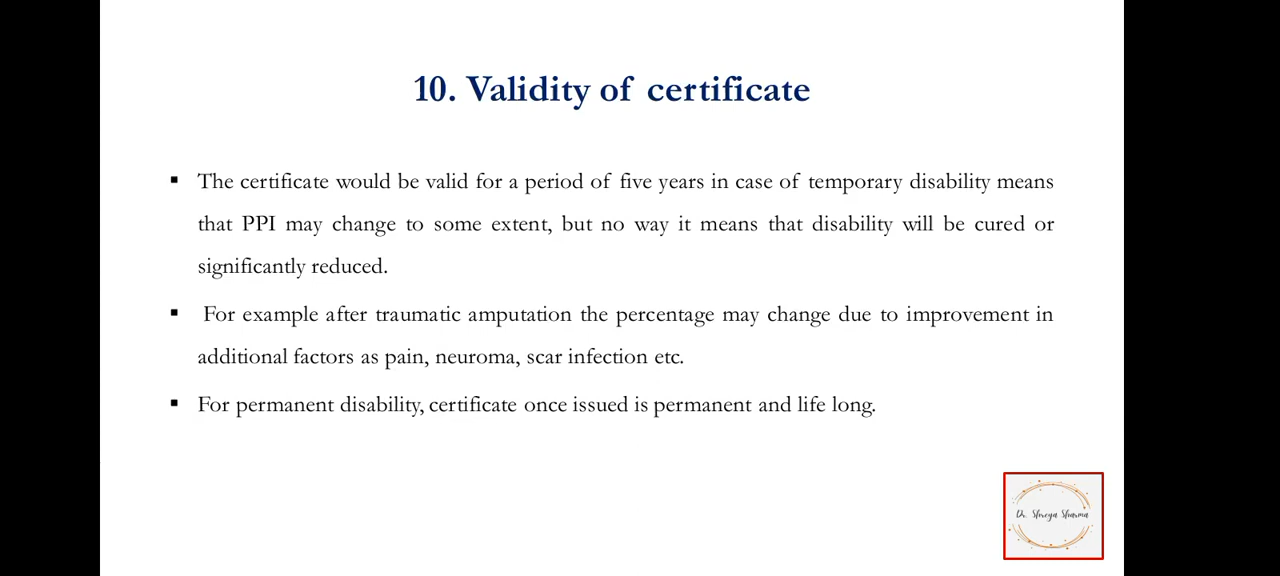 10. Validity of certificate
▪ The certificate would be valid for a period of five years in case of temporary disability means
that PPI may change to some extent, but no way it means that disability will be cured or
significantly reduced.
▪ For example after traumatic amputation the percentage may change due to improvement in
additional factors as pain, neuroma, scar infection etc.
▪ For permanent disability, certificate once issued is permanent and life long.
Dr. Shreya Sharma